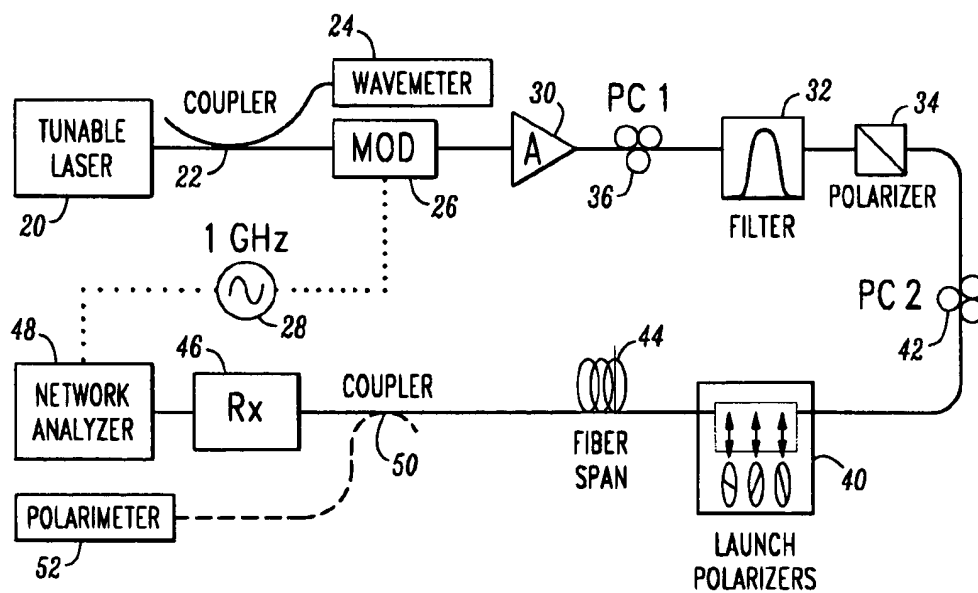 24
WAVEMETER
COUPLER
TUNABLE
LASER
20
22
MOD
26
30
A
PC 1
36
32
FILTER
34
POLARIZER
1 GHz
28
PC 2
42
48
NETWORK
ANALYZER
46
Rx
COUPLER
50
44
FIBER
SPAN
40
LAUNCH
POLARIZERS
POLARIMETER
52